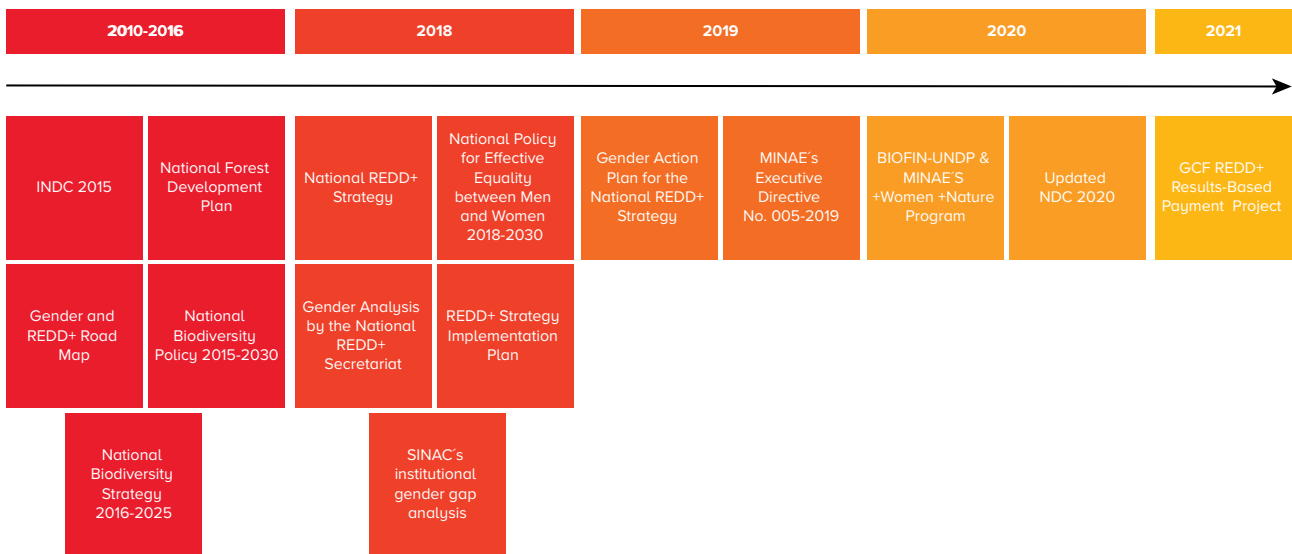 2010-2016
2018
2019
2020
2021
INDC 2015
National Forest
Development
Plan
National REDD+
Strategy
National Policy
for Effective
Equality
between Men
and Women
2018-2030
Gender Action
Plan for the
National REDD+
Strategy
MINAE´s
Executive
Directive
No. 005-2019
BIOFIN-UNDP &
MINAE´S
+Women +Nature
Program
Updated
NDC 2020
GCF REDD+
Results-Based
Payment Project
Gender and
REDD+ Road
Map
National
Biodiversity
Policy 2015-2030
Gender Analysis
by the National
REDD+
Secretariat
REDD+ Strategy
Implementation
Plan
National
Biodiversity
Strategy
2016-2025
SINAC´s
institutional
gender gap
analysis